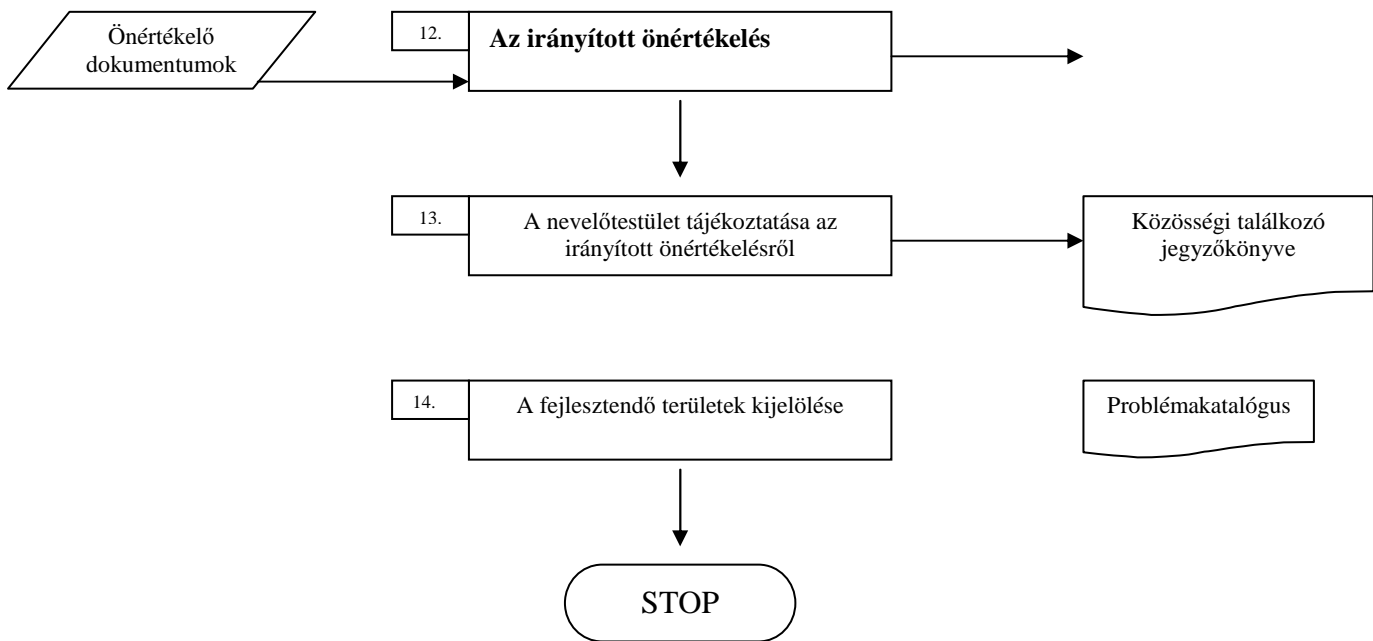 Önértékelő
dokumentumok
12.
Az irányított önértékelés
13.
A nevelőtestület tájékoztatása az
irányított önértékelésről
Közösségi találkozó
jegyzőkönyve
14.
A fejlesztendő területek kijelölése
Problémakatalógus
STOP